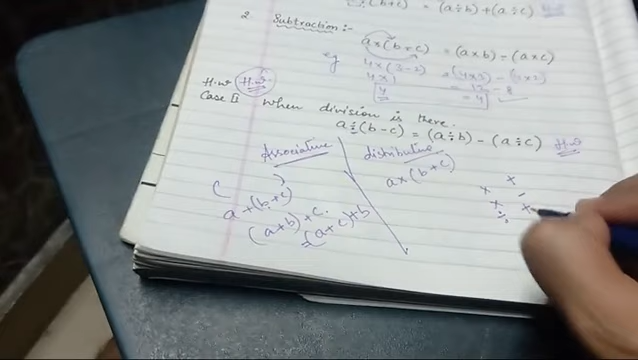 ÷(b+c) = (a÷b)+(a÷c) H.W
2 Subtraction :-
a×(b-c) = (a×b) - (a×c)
eg 4×(3-2) = (4×3) - (4×2)
4×1 = 12 - 8
4 = 4
H.W H.W
Case II When division is there.
a÷(b-c) = (a÷b) - (a÷c) H.W
Associative distributive
( ) a×(b+c)
a+(b+c)
(a+b)+c.
=(a+c)+b
× ×
× -
× ÷